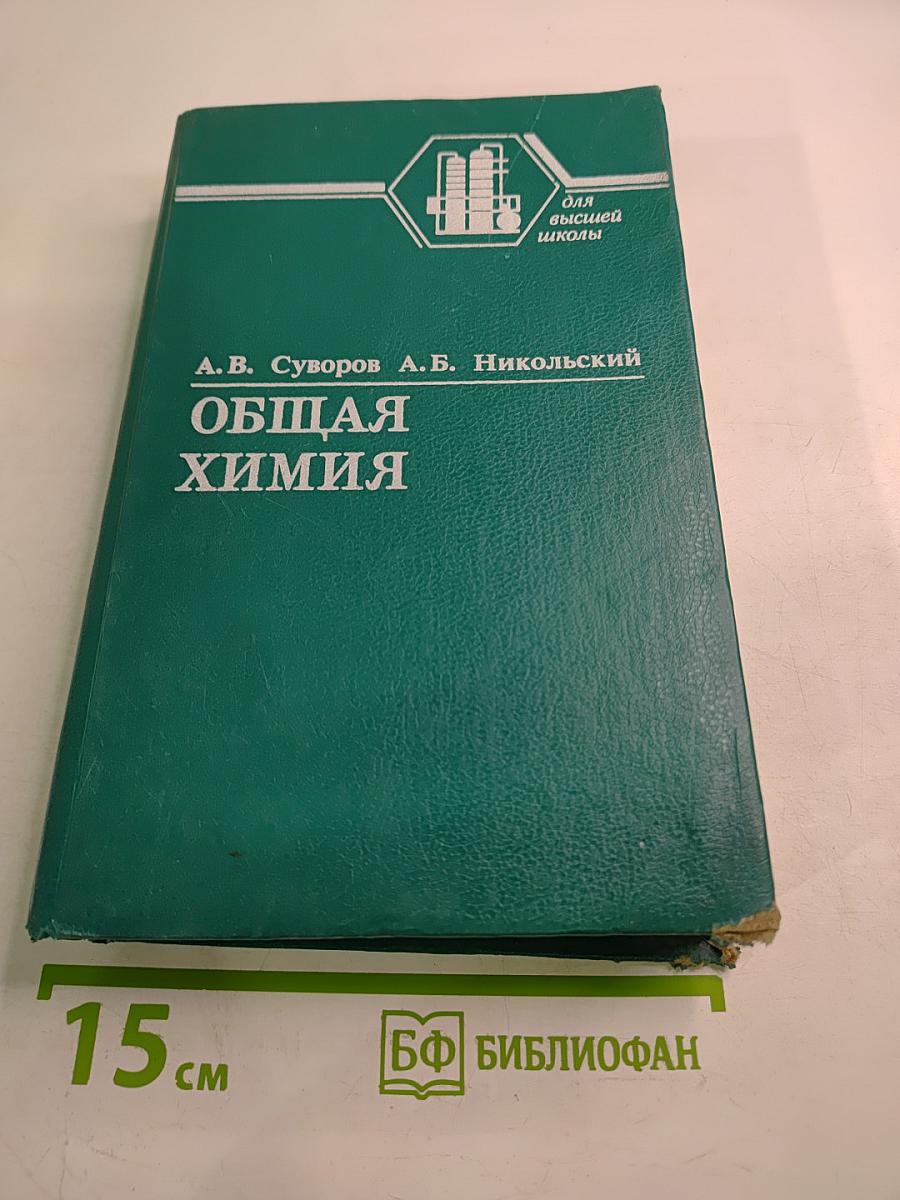 для
высшей
школы
А.В. Суворов А.Б. Никольский
ОБЩАЯ
ХИМИЯ
15 см
БФ БИБЛИОФАН